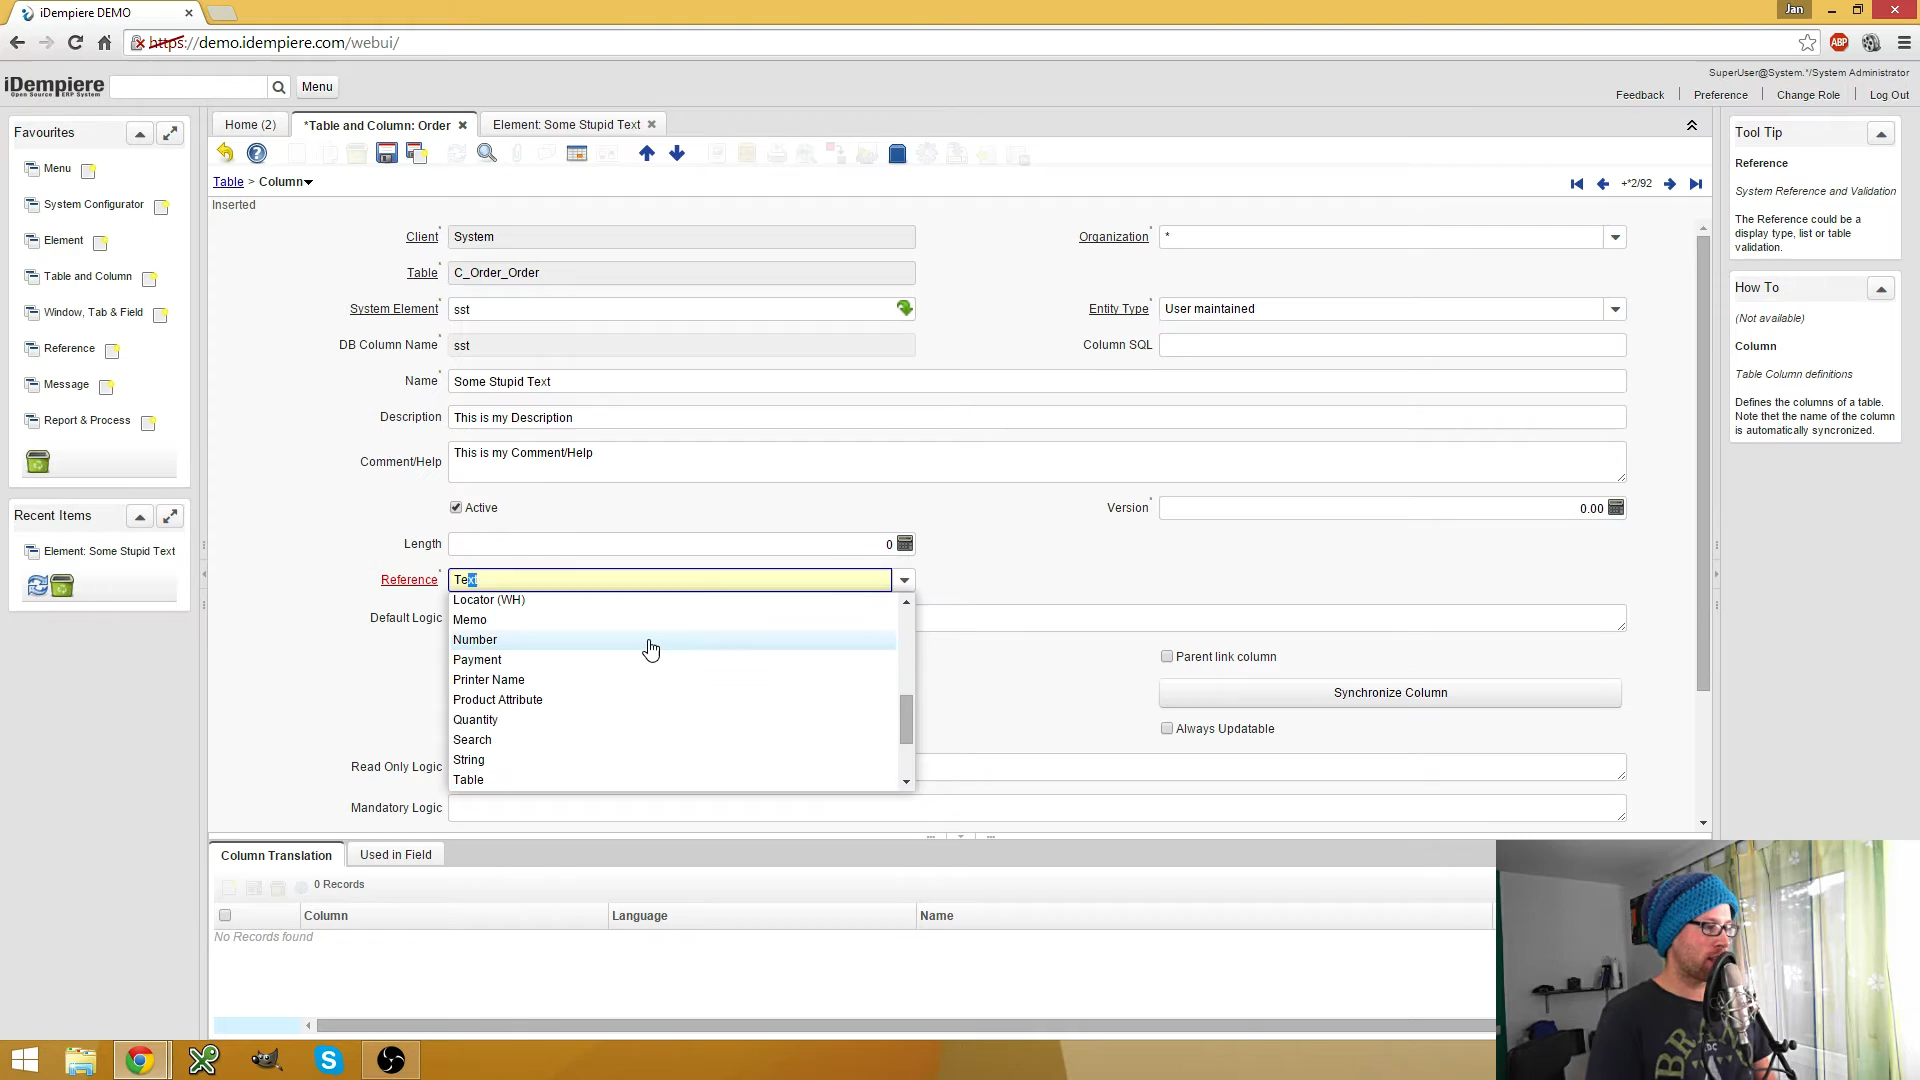 iDempiere DEMO
Jan
https://demo.idempiere.com/webui/
ABP
iDempiere
Open Source ERP System
Menu
SuperUser@System.*/System Administrator
Feedback
Preference
Change Role
Log Out
Favourites
Menu
System Configurator
Element
Table and Column
Window, Tab & Field
Reference
Message
Report & Process
Recent Items
Element: Some Stupid Text
Home (2)
*Table and Column: Order
Element: Some Stupid Text
Table > Column
+*2/92
Inserted
Client* System
Organization* *
Table* C_Order_Order
System Element* sst
Entity Type* User maintained
DB Column Name* sst
Column SQL
Name* Some Stupid Text
Description This is my Description
Comment/Help This is my Comment/Help
Active
Version* 0.00
Length 0
Reference* Text
Locator (WH)
Memo
Number
Payment
Printer Name
Product Attribute
Quantity
Search
String
Table
Default Logic
Parent link column
Synchronize Column
Always Updatable
Read Only Logic
Mandatory Logic
Column Translation
Used in Field
0 Records
Column
Language
Name
No Records found
Tool Tip
Reference
System Reference and Validation
The Reference could be a
display type, list or table
validation.
How To
(Not available)
Column
Table Column definitions
Defines the columns of a table.
Note thet the name of the column
is automatically syncronized.